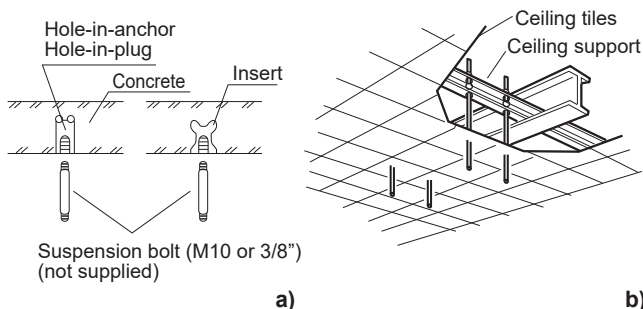 Hole-in-anchor
Hole-in-plug
Concrete
Insert
Suspension bolt (M10 or 3/8”)
(not supplied)
a)
Ceiling tiles
Ceiling support
b)